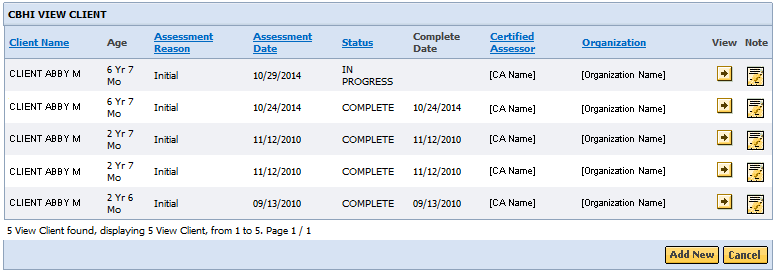 CBHI VIEW CLIENT
Client Name Age Assessment Reason Assessment Date Status Complete Date Certified Assessor Organization View Note
CLIENT ABBY M 6 Yr 7 Mo Initial 10/29/2014 IN PROGRESS [CA Name] [Organization Name]
CLIENT ABBY M 6 Yr 7 Mo Initial 10/24/2014 COMPLETE 10/24/2014 [CA Name] [Organization Name]
CLIENT ABBY M 2 Yr 7 Mo Initial 11/12/2010 COMPLETE 11/12/2010 [CA Name] [Organization Name]
CLIENT ABBY M 2 Yr 7 Mo Initial 11/12/2010 COMPLETE 11/12/2010 [CA Name] [Organization Name]
CLIENT ABBY M 2 Yr 6 Mo Initial 09/13/2010 COMPLETE 09/13/2010 [CA Name] [Organization Name]
5 View Client found, displaying 5 View Client, from 1 to 5. Page 1 / 1
Add New Cancel